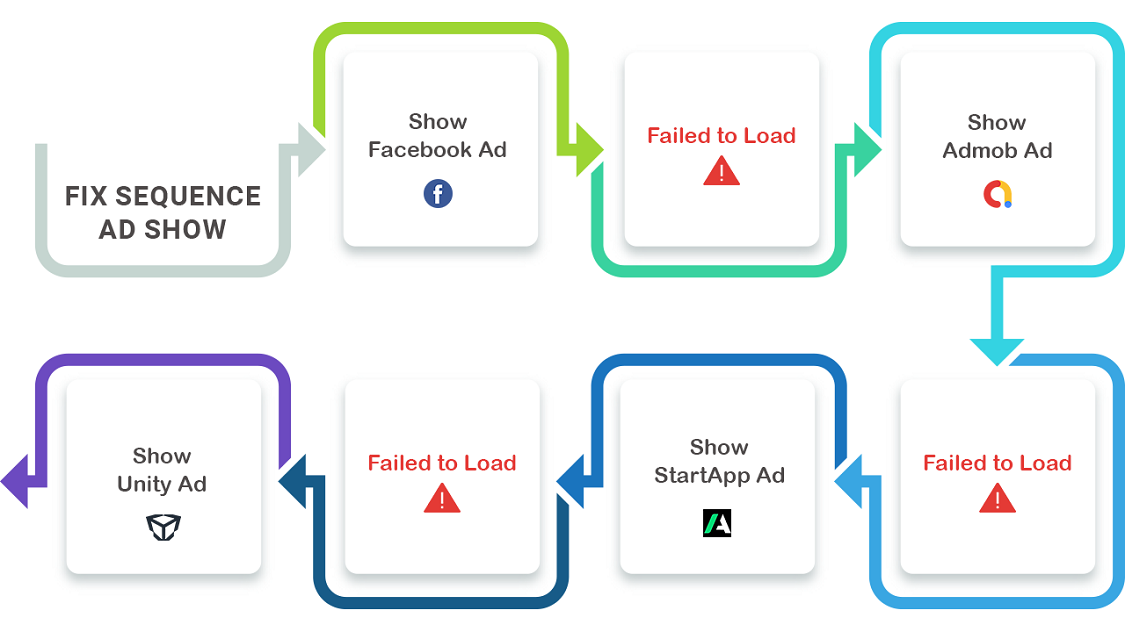 FIX SEQUENCE
AD SHOW
Show
Facebook Ad
Failed to Load
Show
Admob Ad
Failed to Load
Show
StartApp Ad
Failed to Load
Show
Unity Ad